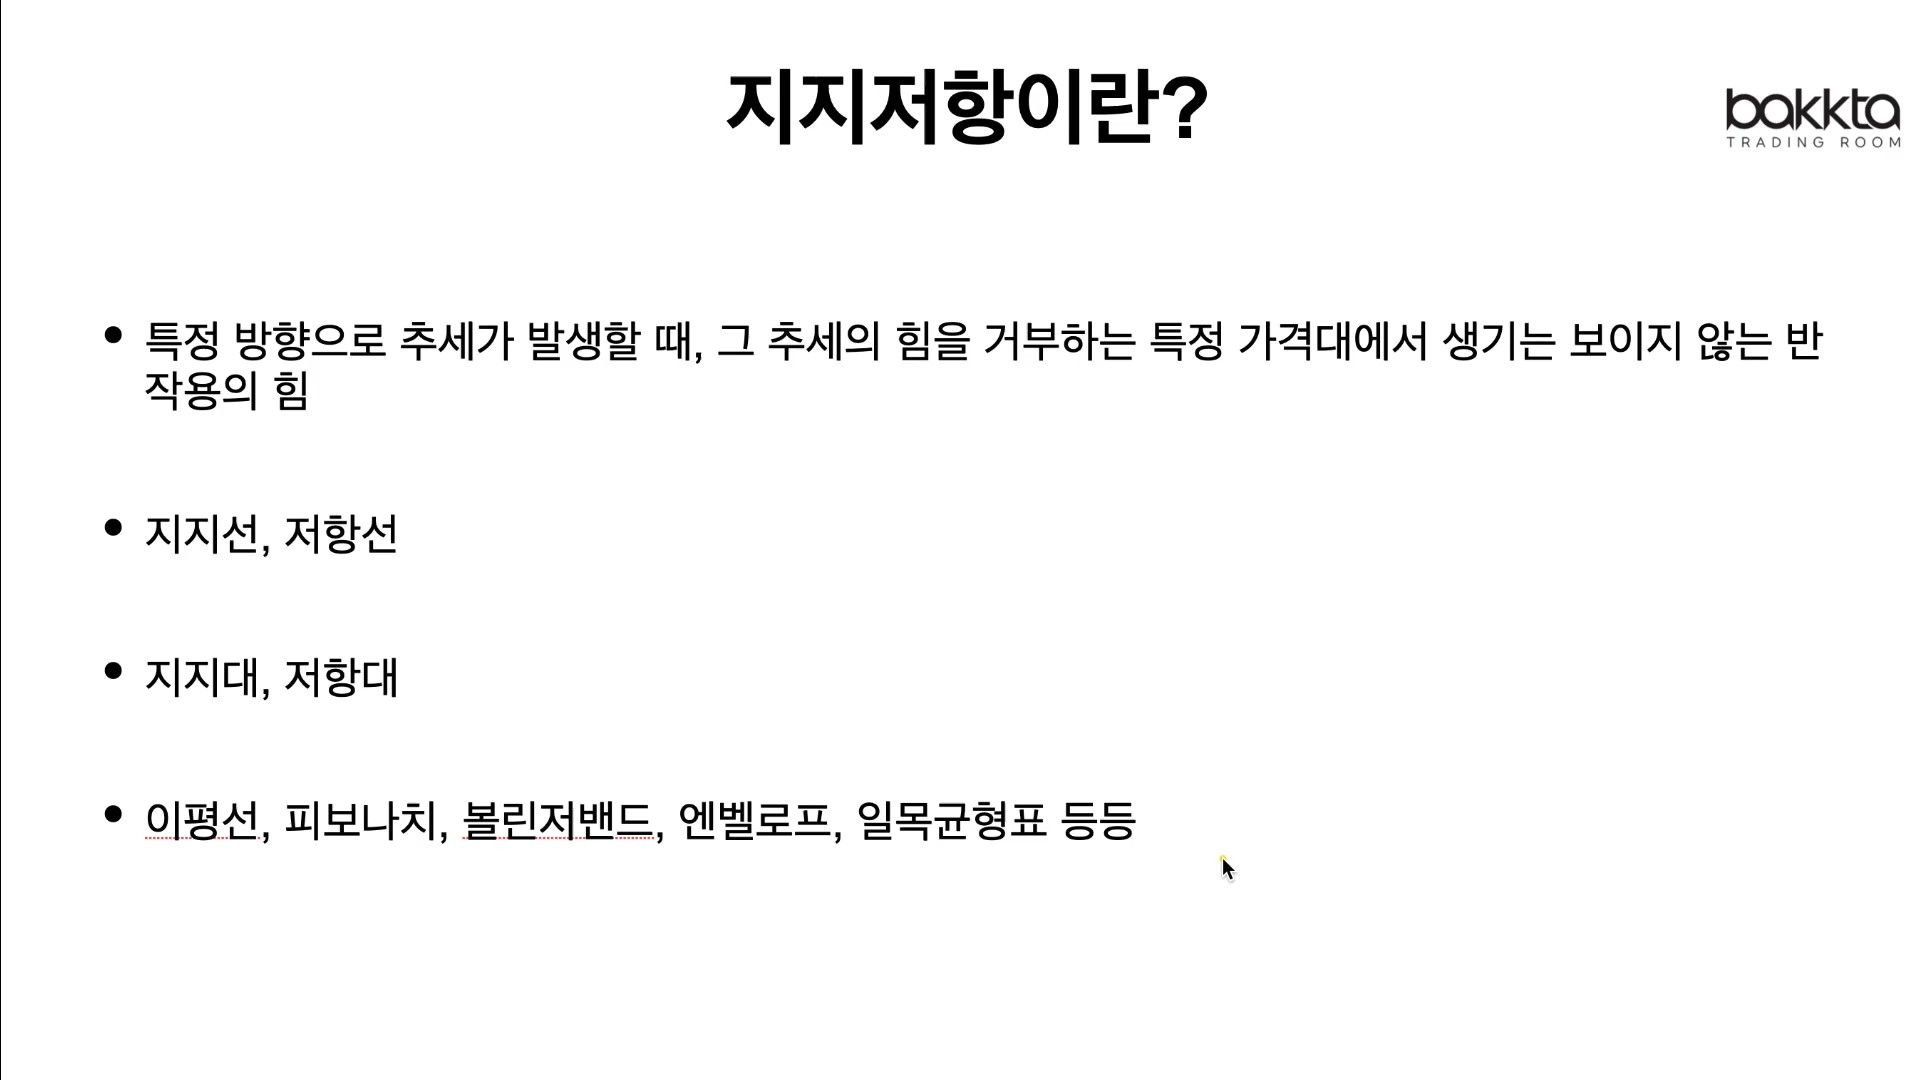 지지저항이란?
bakkta
TRADING ROOM
• 특정 방향으로 추세가 발생할 때, 그 추세의 힘을 거부하는 특정 가격대에서 생기는 보이지 않는 반
작용의 힘
• 지지선, 저항선
• 지지대, 저항대
• 이평선, 피보나치, 볼린저밴드, 엔벨로프, 일목균형표 등등